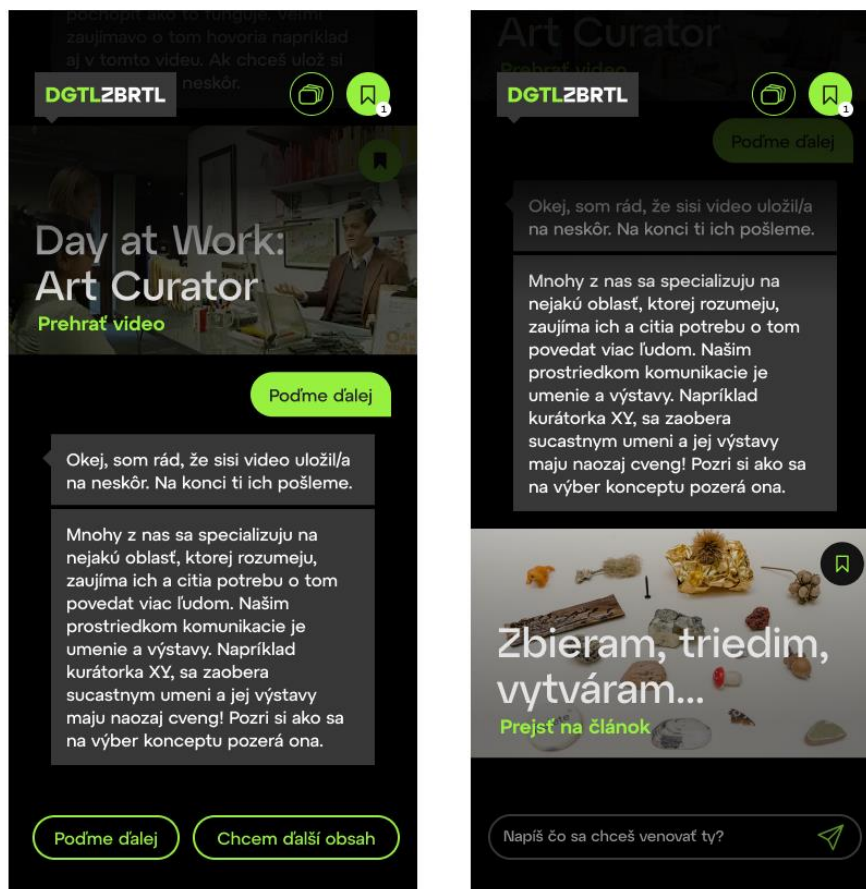 pochopiť ako to funguje. Veľmi
zaujímavo o tom hovoria napríklad
aj v tomto videu. Ak chceš ulož si
neskôr.
DGTLZBRTL
1
Day at Work:
Art Curator
Prehrať video
Poďme ďalej
Okej, som rád, že sisi video uložil/a
na neskôr. Na konci ti ich pošleme.
Mnohy z nas sa specializuju na
nejakú oblasť, ktorej rozumeju,
zaujíma ich a citia potrebu o tom
povedat viac ľudom. Našim
prostriedkom komunikacie je
umenie a výstavy. Napríklad
kurátorka XY, sa zaobera
sucastnym umeni a jej výstavy
maju naozaj cveng! Pozri si ako sa
na výber konceptu pozerá ona.
Poďme ďalej
Chcem ďalší obsah
Art Curator
Prehrať video
DGTLZBRTL
1
Poďme ďalej
Okej, som rád, že sisi video uložil/a
na neskôr. Na konci ti ich pošleme.
Mnohy z nas sa specializuju na
nejakú oblasť, ktorej rozumeju,
zaujíma ich a citia potrebu o tom
povedat viac ľudom. Našim
prostriedkom komunikacie je
umenie a výstavy. Napríklad
kurátorka XY, sa zaobera
sucastnym umeni a jej výstavy
maju naozaj cveng! Pozri si ako sa
na výber konceptu pozerá ona.
Zbieram, triedim,
vytváram...
Prejsť na článok
Napíš čo sa chceš venovať ty?